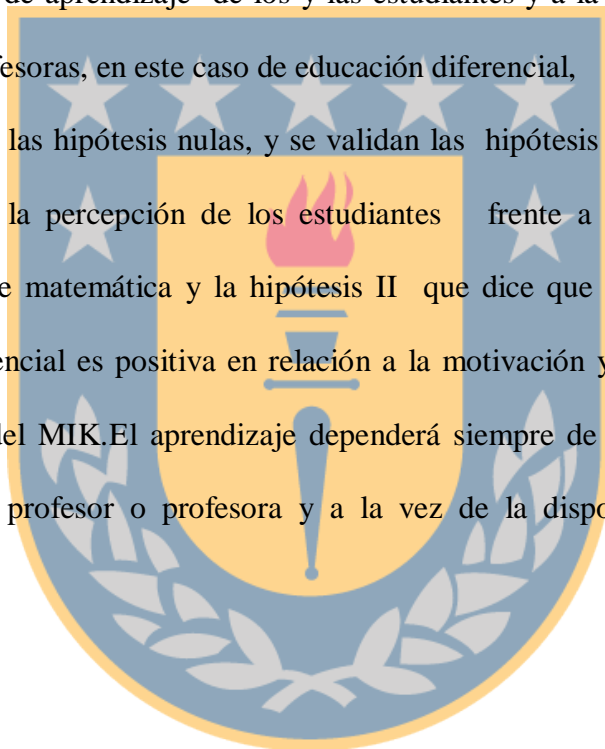 de aprendizaje de los y las estudiantes y a la
fesoras, en este caso de educación diferencial,
las hipótesis nulas, y se validan las hipótesis
la percepción de los estudiantes frente a
e matemática y la hipótesis II que dice que
encial es positiva en relación a la motivación y
del MIK.El aprendizaje dependerá siempre de
profesor o profesora y a la vez de la dispo